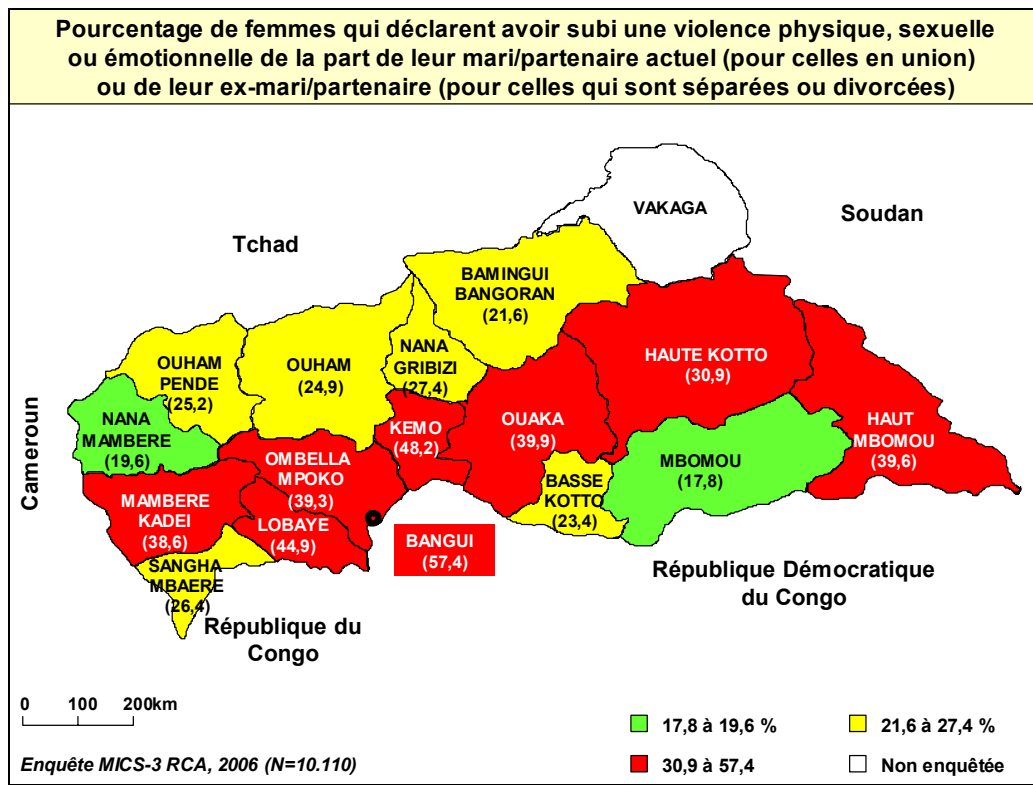 Pourcentage de femmes qui déclarent avoir subi une violence physique, sexuelle
ou émotionnelle de la part de leur mari/partenaire actuel (pour celles en union)
ou de leur ex-mari/partenaire (pour celles qui sont séparées ou divorcées)
VAKAGA
Soudan
Tchad
BAMINGUI
BANGORAN
(21,6)
OUHAM
PENDE
(25,2)
OUHAM
(24,9)
NANA
GRIBIZI
(27,4)
HAUTE KOTTO
(30,9)
Cameroun
NANA
MAMBERE
(19,6)
KEMO
(48,2)
OUAKA
(39,9)
HAUT
MBOMOU
(39,6)
OMBELLA
MPOKO
(39,3)
MBOMOU
(17,8)
BASSE
KOTTO
(23,4)
MAMBERE
KADEI
(38,6)
LOBAYE
(44,9)
BANGUI
(57,4)
SANGHA
MBAERE
(26,4)
République Démocratique
du Congo
République du
Congo
0 100 200km
17,8 à 19,6 %
21,6 à 27,4 %
30,9 à 57,4
Non enquêtée
Enquête MICS-3 RCA, 2006 (N=10.110)